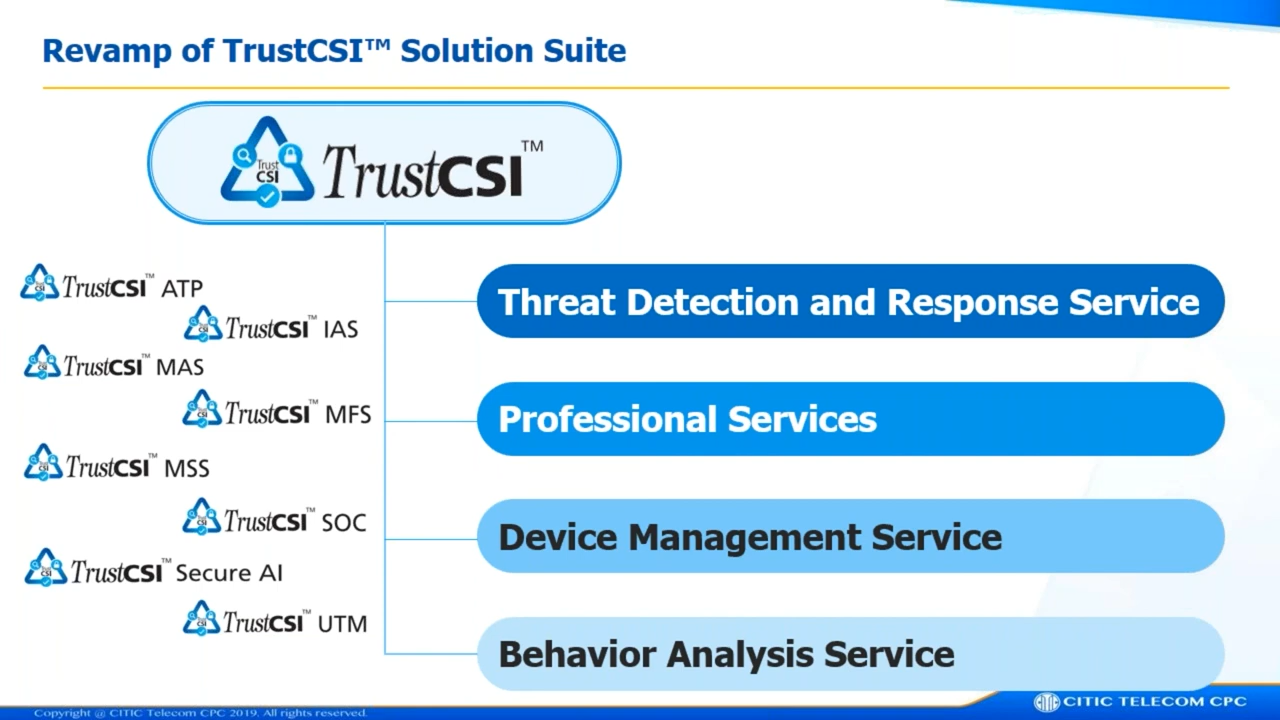 Revamp of TrustCSI™ Solution Suite
Trust
CSI
TrustCSI™
TrustCSI™ ATP
TrustCSI™ IAS
TrustCSI™ MAS
TrustCSI™ MFS
TrustCSI™ MSS
TrustCSI™ SOC
TrustCSI™ Secure AI
TrustCSI™ UTM
Threat Detection and Response Service
Professional Services
Device Management Service
Behavior Analysis Service
Copyright @ CITIC Telecom CPC 2019. All rights reserved.
CITIC TELECOM CPC